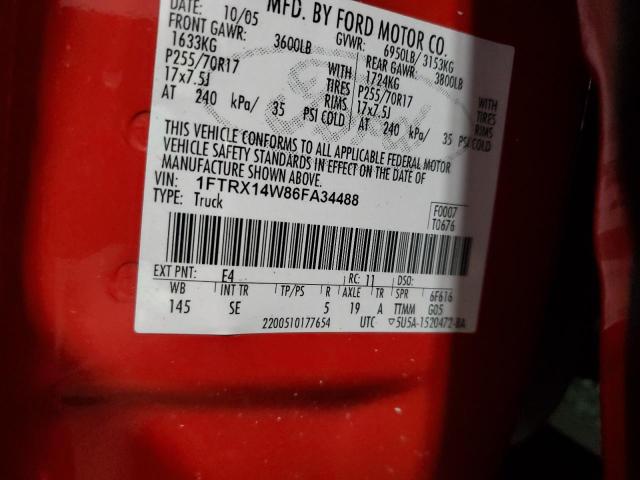 MFD. BY FORD MOTOR CO.
DATE: 10/05 GVWR: 6950LB/ 3153KG
FRONT GAWR: 3600LB REAR GAWR: 3800LB
1633KG WITH 1724KG WITH
P255/70R17 TIRES P255/70R17 TIRES
17x7.5J RIMS 17x7.5J RIMS
AT 240 kPa/ 35 PSI COLD AT 240 kPa/ 35 PSI COLD
THIS VEHICLE CONFORMS TO ALL APPLICABLE FEDERAL MOTOR
VEHICLE SAFETY STANDARDS IN EFFECT ON THE DATE OF
MANUFACTURE SHOWN ABOVE.
VIN: 1FTRX14W86FA34488
TYPE: Truck
F0007
T0676
EXT PNT: E4 RC: 11 DSO:
WB INT TR TP/PS R AXLE TR SPR 6F616
145 SE 5 19 A TTMM G05
2200510177654 UTC ▽5U5A-1520472-BA
Ford